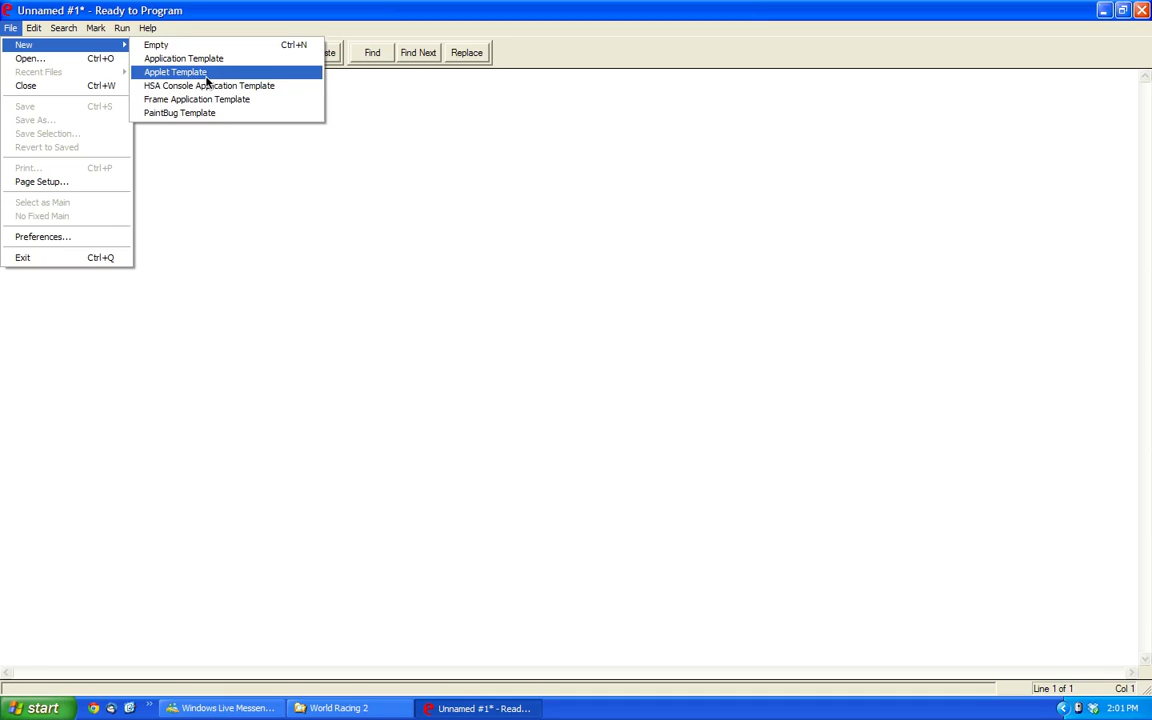 Unnamed #1* - Ready to Program
File Edit Search Mark Run Help
New
Open... Ctrl+O
Recent Files
Close Ctrl+W
Save Ctrl+S
Save As...
Save Selection...
Revert to Saved
Print... Ctrl+P
Page Setup...
Select as Main
No Fixed Main
Preferences...
Exit Ctrl+Q
Empty Ctrl+N
Application Template
Applet Template
HSA Console Application Template
Frame Application Template
PaintBug Template
Find Find Next Replace
Line 1 of 1 Col 1
start Windows Live Messen... World Racing 2 Unnamed #1* - Read... 2:01 PM